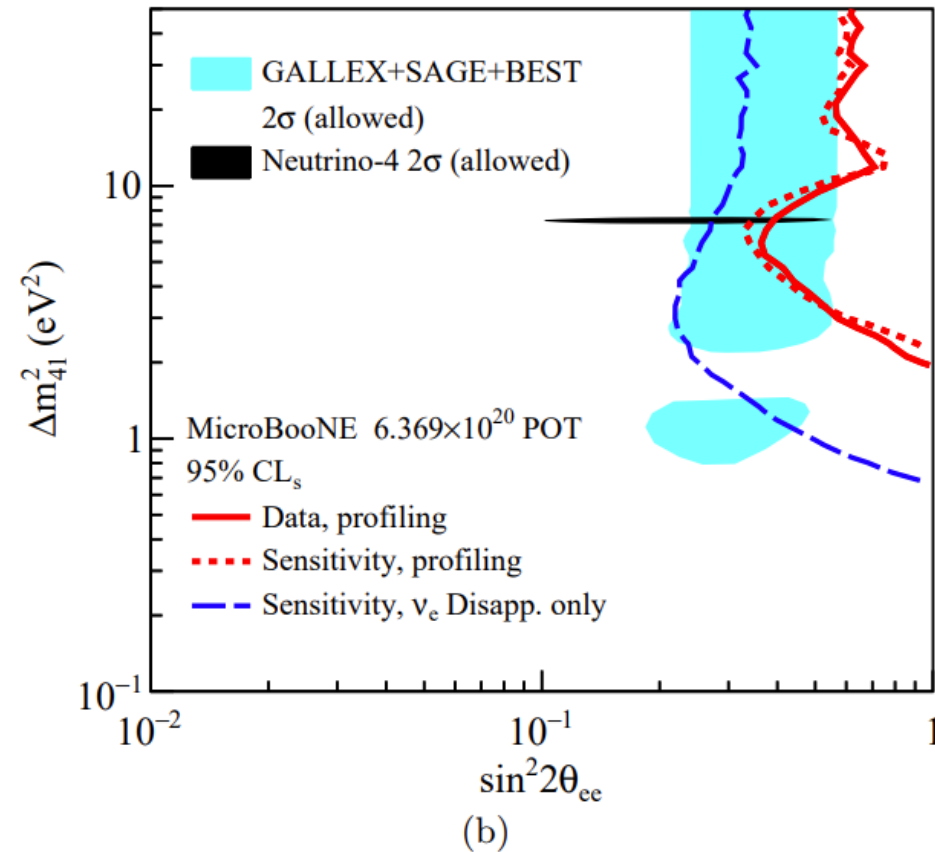 GALLEX+SAGE+BEST
2σ (allowed)
Neutrino-4 2σ (allowed)
10
Δm²₄₁ (eV²)
1
MicroBooNE 6.369×10²⁰ POT
95% CLₛ
Data, profiling
Sensitivity, profiling
Sensitivity, νₑ Disapp. only
10⁻¹
10⁻² 10⁻¹ 1
sin²2θₑₑ
(b)